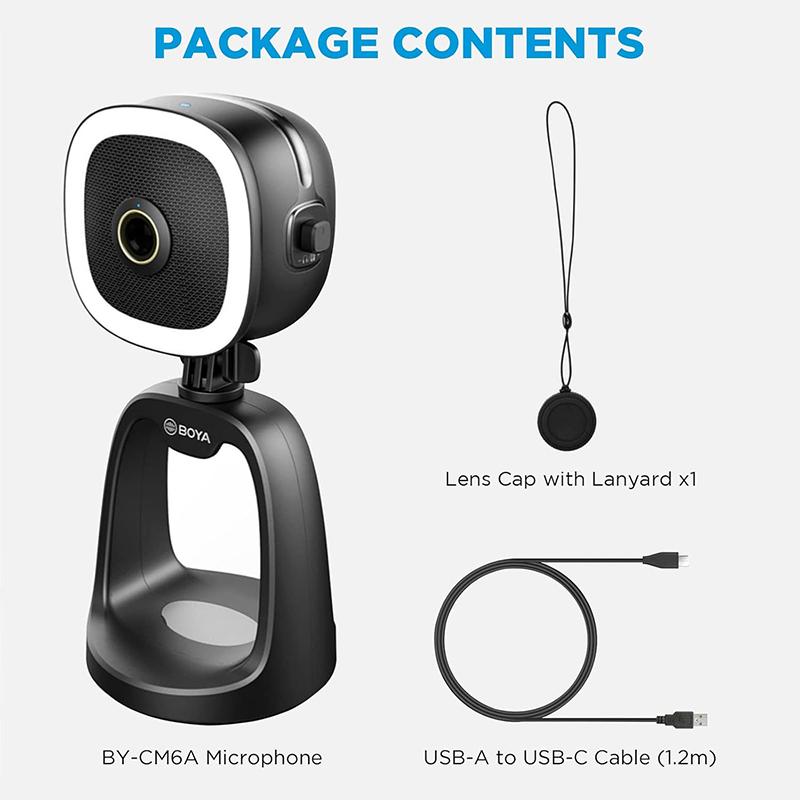 PACKAGE CONTENTS
BOYA
Lens Cap with Lanyard x1
BY-CM6A Microphone
USB-A to USB-C Cable (1.2m)